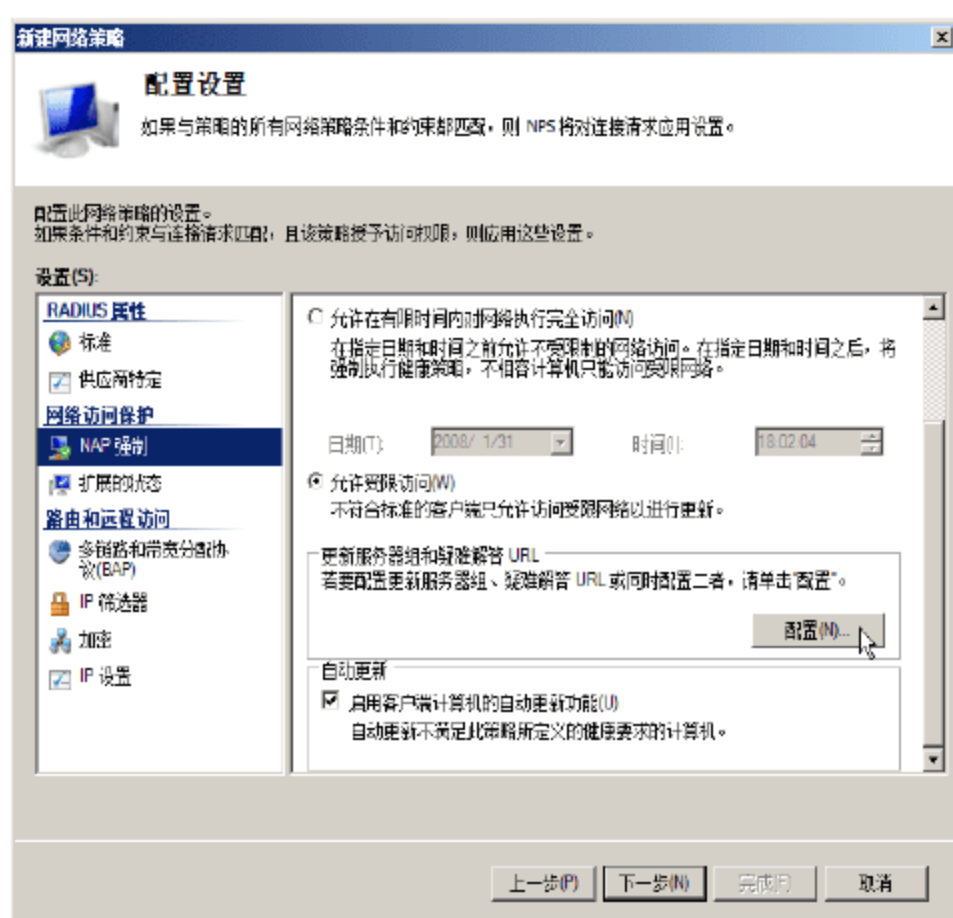 新建网络策略
配置设置
如果与策略的所有网络策略条件和约束都匹配，则 NPS 将对连接请求应用设置。
配置此网络策略的设置。
如果条件和约束与连接请求匹配，且该策略授予访问权限，则应用这些设置。
设置(S):
RADIUS 属性
标准
供应商特定
网络访问保护
NAP 强制
扩展的状态
路由和远程访问
多链路和带宽分配协
议(BAP)
IP 筛选器
加密
IP 设置
允许在有限时间内对网络执行完全访问(N)
在指定日期和时间之前允许不受限制的网络访问。在指定日期和时间之后，将
强制执行健康策略，不相容计算机只能访问受限网络。
日期(T): 2008/ 1/31 时间(I): 18:02:04
允许受限访问(W)
不符合标准的客户端只允许访问受限网络以进行更新。
更新服务器组和疑难解答 URL
若要配置更新服务器组、疑难解答 URL 或同时配置二者，请单击"配置"。
配置(N)...
自动更新
启用客户端计算机的自动更新功能(U)
自动更新不满足此策略所定义的健康要求的计算机。
上一步(P) 下一步(N) 完成(F) 取消